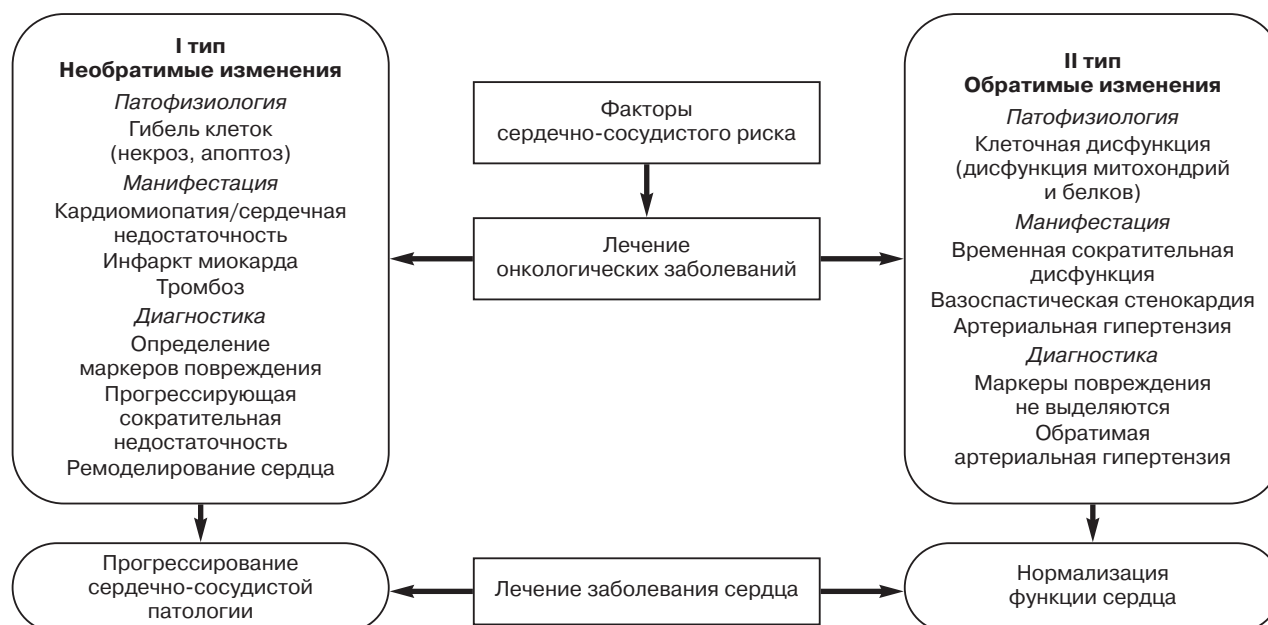 I тип
Необратимые изменения
Патофизиология
Гибель клеток
(некроз, апоптоз)
Манифестация
Кардиомиопатия/сердечная
недостаточность
Инфаркт миокарда
Тромбоз
Диагностика
Определение
маркеров повреждения
Прогрессирующая
сократительная
недостаточность
Ремоделирование сердца
Факторы
сердечно-сосудистого риска
Лечение
онкологических заболеваний
II тип
Обратимые изменения
Патофизиология
Клеточная дисфункция
(дисфункция митохондрий
и белков)
Манифестация
Временная сократительная
дисфункция
Вазоспастическая стенокардия
Артериальная гипертензия
Диагностика
Маркеры повреждения
не выделяются
Обратимая
артериальная гипертензия
Прогрессирование
сердечно-сосудистой
патологии
Лечение заболевания сердца
Нормализация
функции сердца